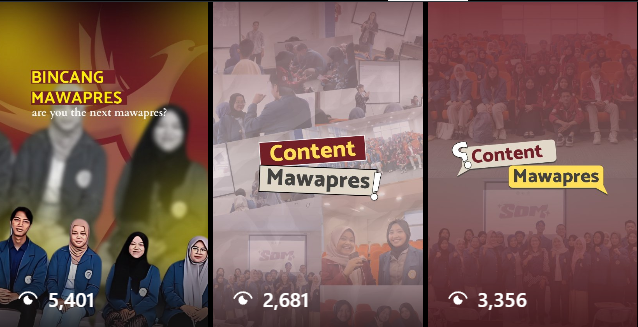 BINCANG
MAWAPRES
are you the next mawapres?
5,401
Content
Mawapres!
2,681
Content
Mawapres
3,356